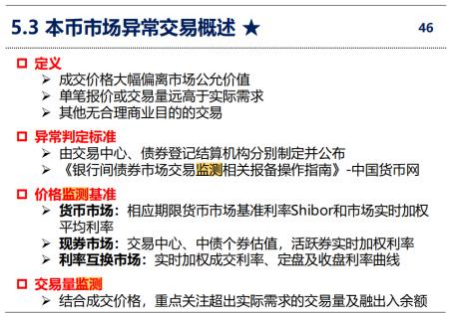 5.3 本币市场异常交易概述 ★
46
定义
成交价格大幅偏离市场公允价值
单笔报价或交易量远高于实际需求
其他无合理商业目的的交易
异常判定标准
由交易中心、债券登记结算机构分别制定并公布
《银行间债券市场交易监测相关报备操作指南》-中国货币网
价格监测基准
货币市场：相应期限货币市场基准利率Shibor和市场实时加权
平均利率
现券市场：交易中心、中债个券估值，活跃券实时加权利率
利率互换市场：实时加权成交利率、定盘及收盘利率曲线
交易量监测
结合成交价格，重点关注超出实际需求的交易量及融出入余额